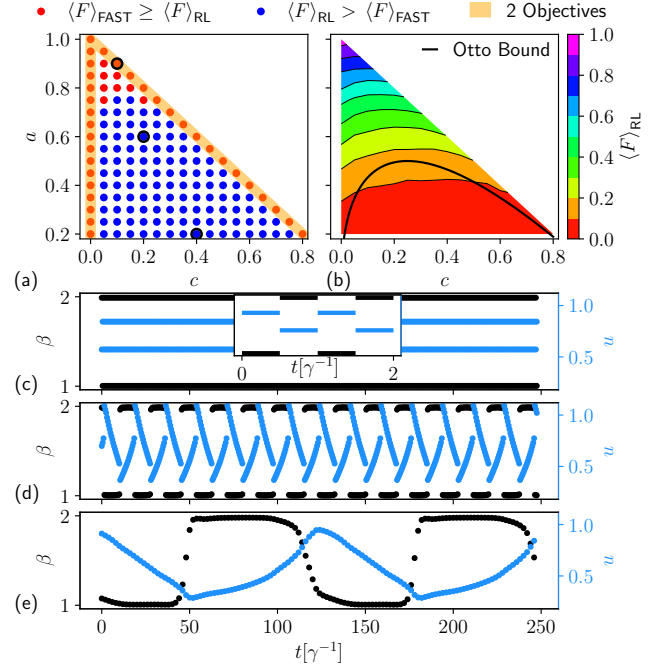 ⟨F⟩FAST ≥ ⟨F⟩RL ⟨F⟩RL > ⟨F⟩FAST 2 Objectives
1.0
0.8
0.6
0.4
0.2
a
0.0 0.2 0.4 0.6 0.8
(a) c
Otto Bound
0.0 0.2 0.4 0.6 0.8
(b) c
1.0
0.8
0.6
0.4
0.2
0.0
⟨F⟩RL
2
β
1
(c)
0 t[γ⁻¹] 2
1.0
0.5
u
2
β
1
(d)
1.0
0.5
u
2
β
1
(e)
1.0
0.5
u
0 50 100 150 200 250
t[γ⁻¹]